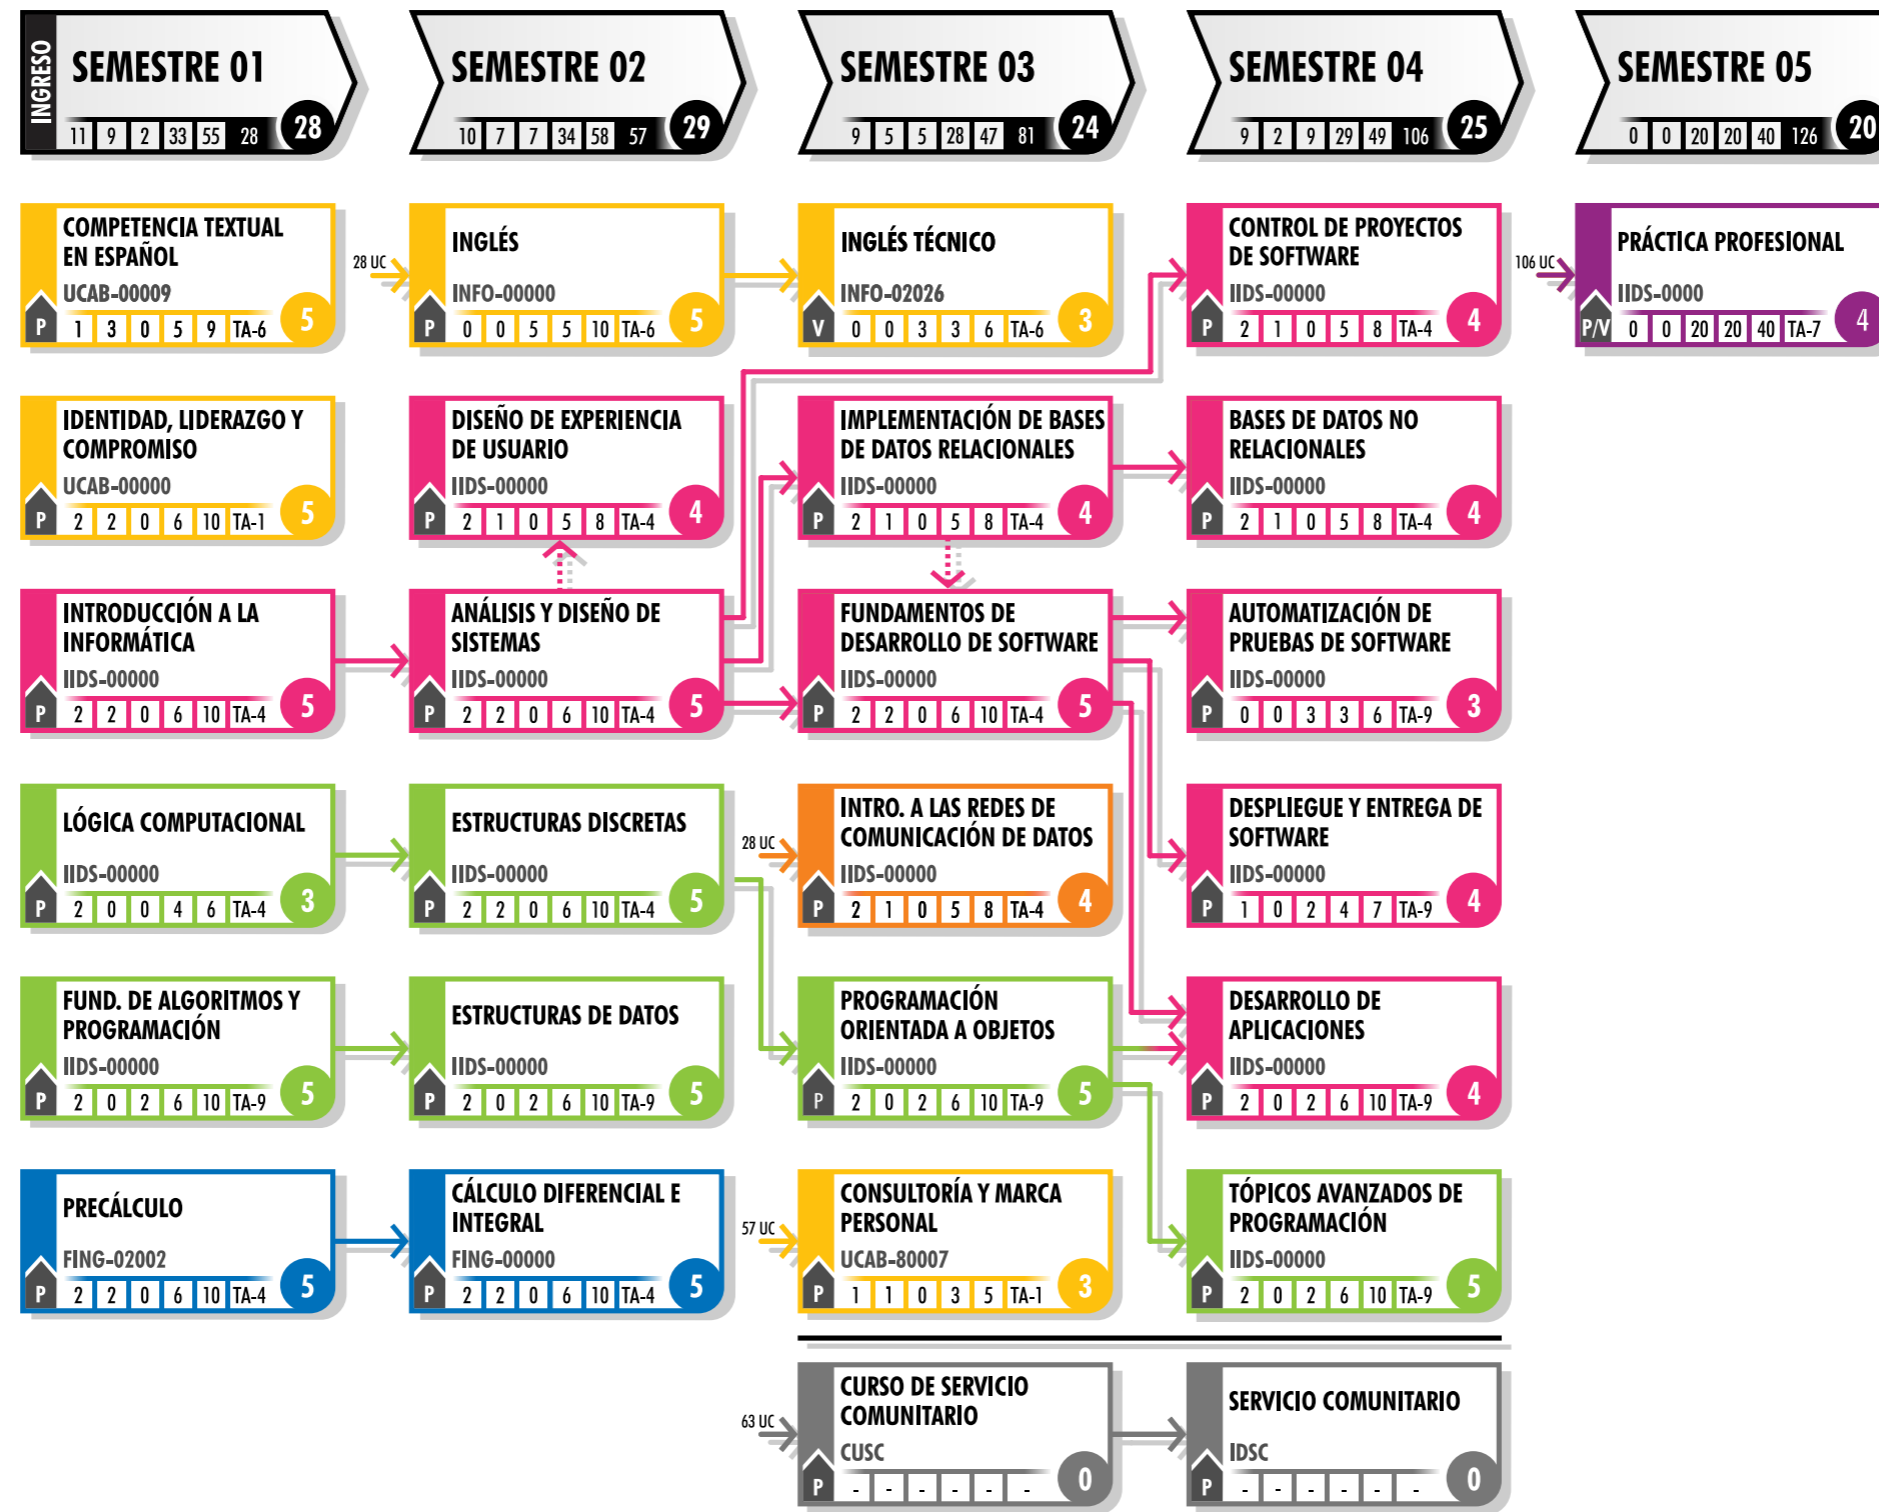 INGRESO
SEMESTRE 01
11 9 2 33 55 28 28
SEMESTRE 02
10 7 7 34 58 57 29
SEMESTRE 03
9 5 5 28 47 81 24
SEMESTRE 04
9 2 9 29 49 106 25
SEMESTRE 05
0 0 20 20 40 126 20
COMPETENCIA TEXTUAL
EN ESPAÑOL
UCAB-00009
P 1 3 0 5 9 TA-6 5
28 UC
INGLÉS
INFO-00000
P 0 0 5 5 10 TA-6 5
INGLÉS TÉCNICO
INFO-02026
V 0 0 3 3 6 TA-6 3
CONTROL DE PROYECTOS
DE SOFTWARE
IIDS-00000
P 2 1 0 5 8 TA-4 4
106 UC
PRÁCTICA PROFESIONAL
IIDS-0000
P/V 0 0 20 20 40 TA-7 4
IDENTIDAD, LIDERAZGO Y
COMPROMISO
UCAB-00000
P 2 2 0 6 10 TA-1 5
DISEÑO DE EXPERIENCIA
DE USUARIO
IIDS-00000
P 2 1 0 5 8 TA-4 4
IMPLEMENTACIÓN DE BASES
DE DATOS RELACIONALES
IIDS-00000
P 2 1 0 5 8 TA-4 4
BASES DE DATOS NO
RELACIONALES
IIDS-00000
P 2 1 0 5 8 TA-4 4
INTRODUCCIÓN A LA
INFORMÁTICA
IIDS-00000
P 2 2 0 6 10 TA-4 5
ANÁLISIS Y DISEÑO DE
SISTEMAS
IIDS-00000
P 2 2 0 6 10 TA-4 5
FUNDAMENTOS DE
DESARROLLO DE SOFTWARE
IIDS-00000
P 2 2 0 6 10 TA-4 5
AUTOMATIZACIÓN DE
PRUEBAS DE SOFTWARE
IIDS-00000
P 0 0 3 3 6 TA-9 3
LÓGICA COMPUTACIONAL
IIDS-00000
P 2 0 0 4 6 TA-4 3
ESTRUCTURAS DISCRETAS
IIDS-00000
P 2 2 0 6 10 TA-4 5
28 UC
INTRO. A LAS REDES DE
COMUNICACIÓN DE DATOS
IIDS-00000
P 2 1 0 5 8 TA-4 4
DESPLIEGUE Y ENTREGA DE
SOFTWARE
IIDS-00000
P 1 0 2 4 7 TA-9 4
FUND. DE ALGORITMOS Y
PROGRAMACIÓN
IIDS-00000
P 2 0 2 6 10 TA-9 5
ESTRUCTURAS DE DATOS
IIDS-00000
P 2 0 2 6 10 TA-9 5
PROGRAMACIÓN
ORIENTADA A OBJETOS
IIDS-00000
P 2 0 2 6 10 TA-9 5
DESARROLLO DE
APLICACIONES
IIDS-00000
P 2 0 2 6 10 TA-9 4
PRECÁLCULO
FING-02002
P 2 2 0 6 10 TA-4 5
CÁLCULO DIFERENCIAL E
INTEGRAL
FING-00000
P 2 2 0 6 10 TA-4 5
57 UC
CONSULTORÍA Y MARCA
PERSONAL
UCAB-80007
P 1 1 0 3 5 TA-1 3
TÓPICOS AVANZADOS DE
PROGRAMACIÓN
IIDS-00000
P 2 0 2 6 10 TA-9 5
63 UC
CURSO DE SERVICIO
COMUNITARIO
CUSC
P - - - - - - 0
SERVICIO COMUNITARIO
IDSC
P - - - - - - 0